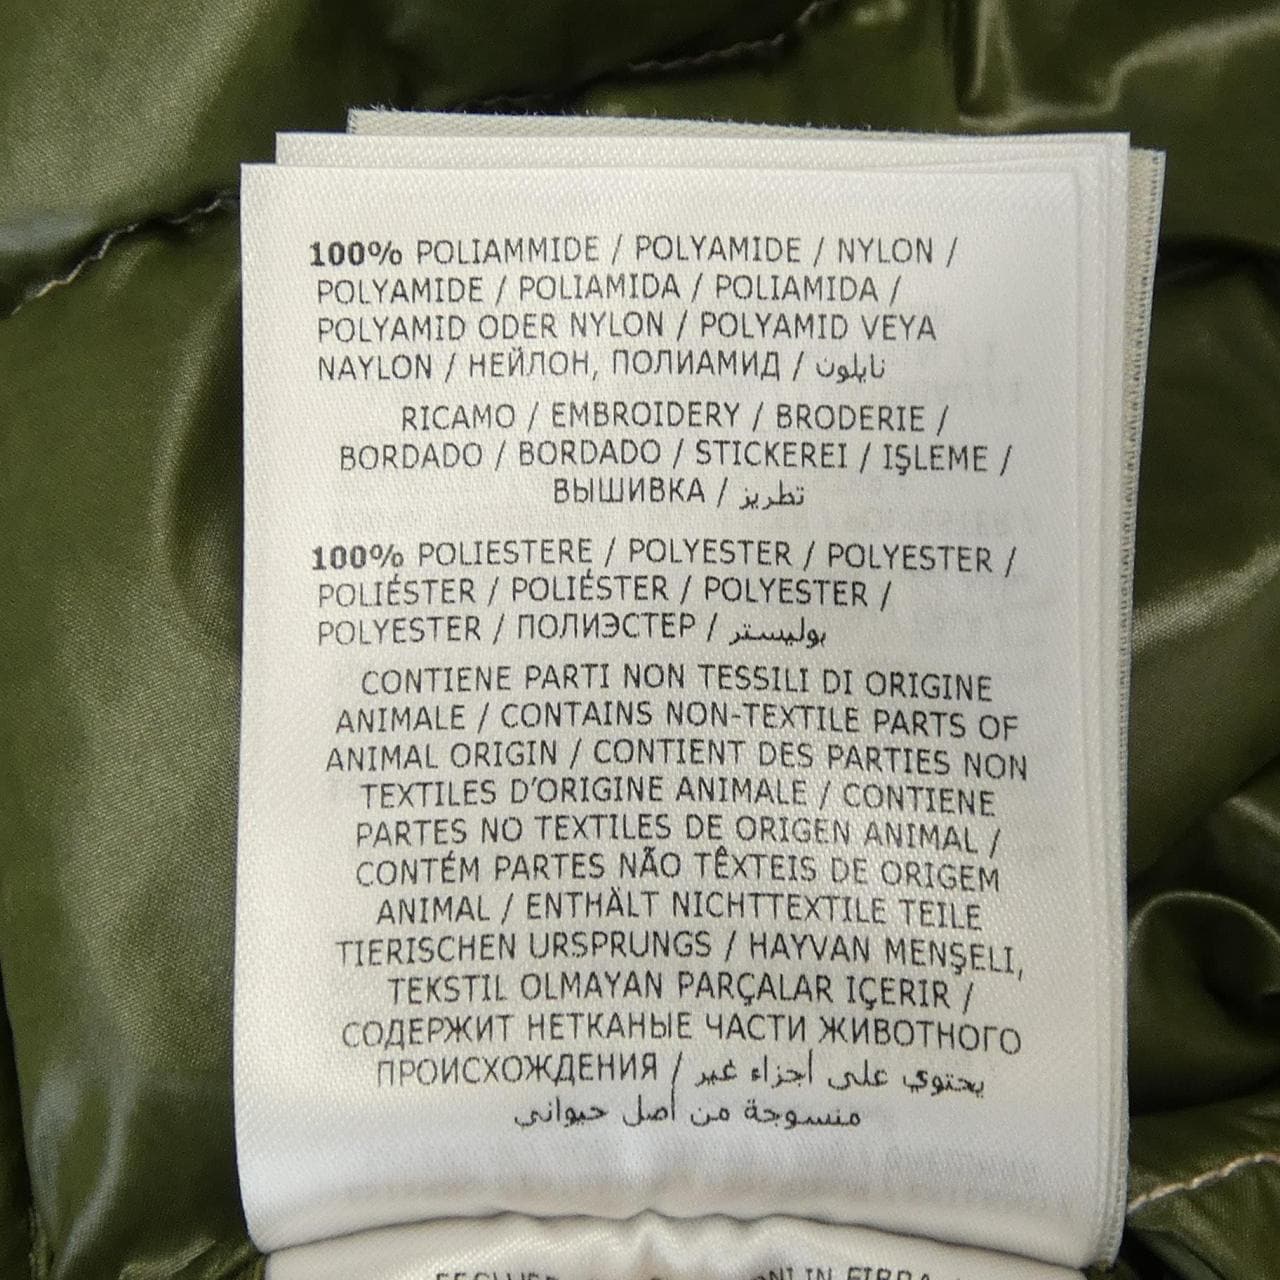 100% POLIAMMIDE / POLYAMIDE / NYLON /
POLYAMIDE / POLIAMIDA / POLIAMIDA /
POLYAMID ODER NYLON / POLYAMID VEYA
NAYLON / НЕЙЛОН, ПОЛИАМИД / نايلون
RICAMO / EMBROIDERY / BRODERIE /
BORDADO / BORDADO / STICKEREI / IŞLEME /
ВЫШИВКА / تطريز
100% POLIESTERE / POLYESTER / POLYESTER /
POLIÉSTER / POLIÉSTER / POLYESTER /
POLYESTER / ПОЛИЭСТЕР / بوليستر
CONTIENE PARTI NON TESSILI DI ORIGINE
ANIMALE / CONTAINS NON-TEXTILE PARTS OF
ANIMAL ORIGIN / CONTIENT DES PARTIES NON
TEXTILES D'ORIGINE ANIMALE / CONTIENE
PARTES NO TEXTILES DE ORIGEN ANIMAL /
CONTÉM PARTES NÃO TÊXTEIS DE ORIGEM
ANIMAL / ENTHÄLT NICHTTEXTILE TEILE
TIERISCHEN URSPRUNGS / HAYVAN MENŞELI,
TEKSTIL OLMAYAN PARÇALAR IÇERIR /
СОДЕРЖИТ НЕТКАНЫЕ ЧАСТИ ЖИВОТНОГО
ПРОИСХОЖДЕНИЯ / يحتوي على أجزاء غير
منسوجة من أصل حيواني